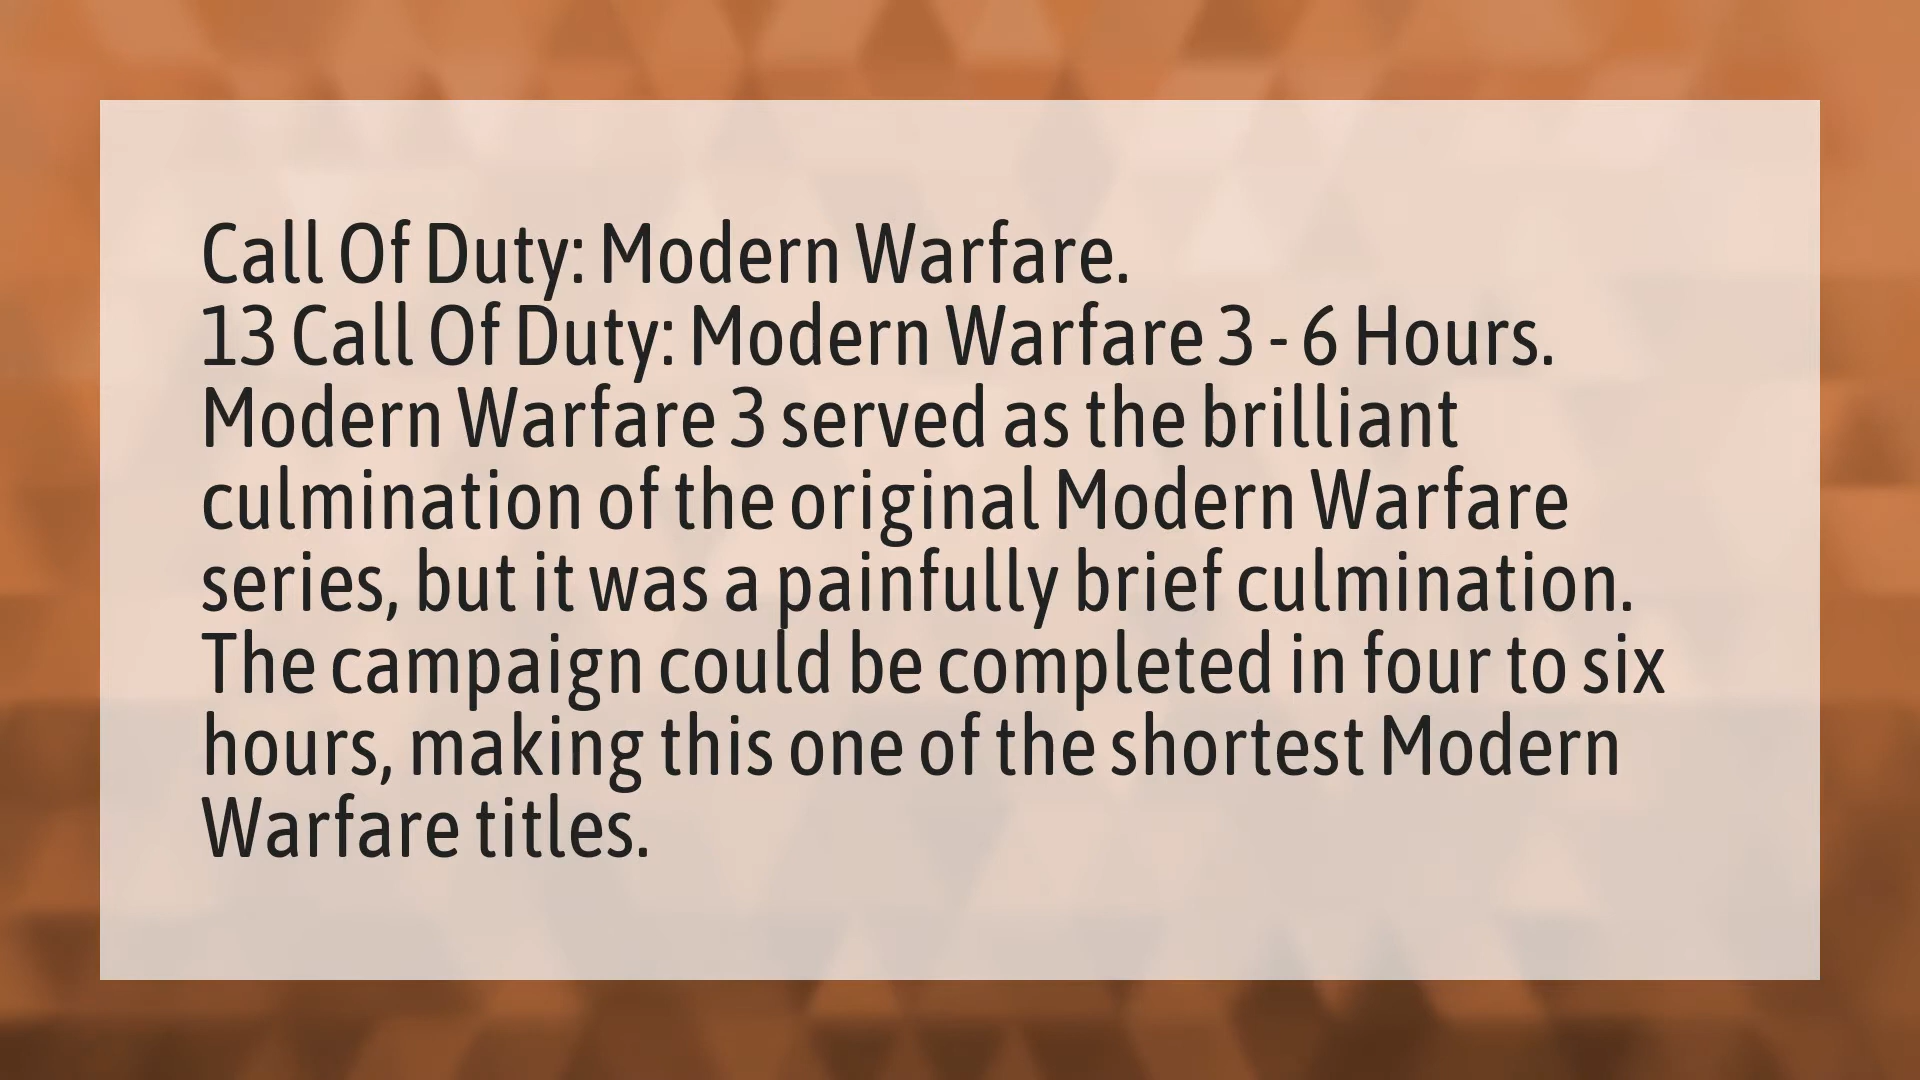 Call Of Duty: Modern Warfare.
13 Call Of Duty: Modern Warfare 3 - 6 Hours.
Modern Warfare 3 served as the brilliant
culmination of the original Modern Warfare
series, but it was a painfully brief culmination.
The campaign could be completed in four to six
hours, making this one of the shortest Modern
Warfare titles.